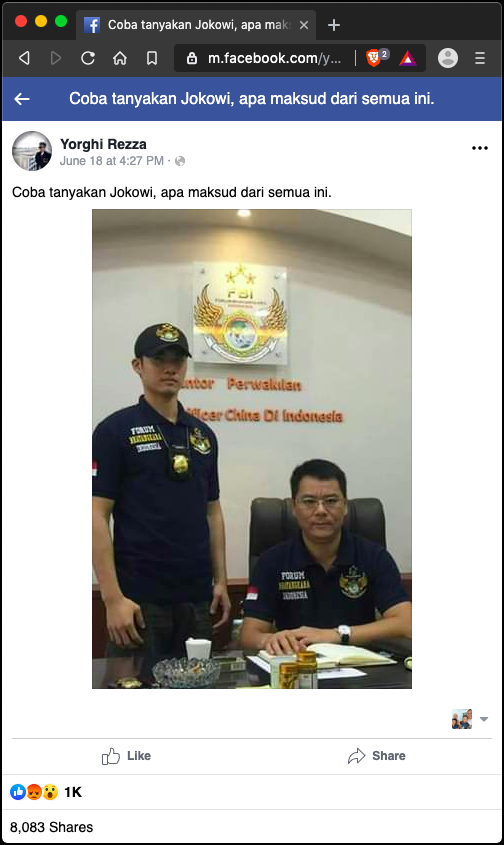 Coba tanyakan Jokowi, apa mak
m.facebook.com/y...
2
Coba tanyakan Jokowi, apa maksud dari semua ini.
Yorghi Rezza
June 18 at 4:27 PM ·
Coba tanyakan Jokowi, apa maksud dari semua ini.
FBI
INDONESIA
ntor Perwakilan
fficer China DI Indonesia
FORUM
BHAYANGKARA
INDONESIA
FORUM
BHAYANGKARA
INDONESIA
Like
Share
1K
8,083 Shares